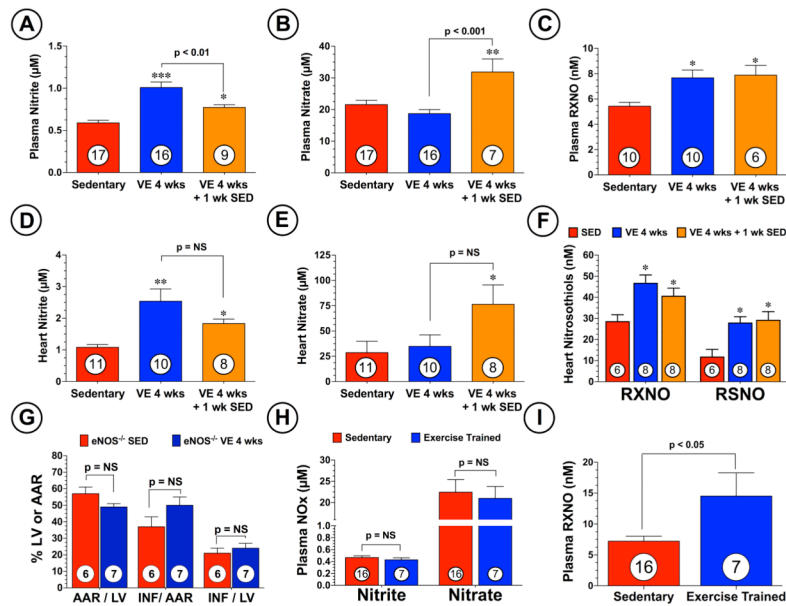 A
Plasma Nitrite (μM)
1.5
1.0
0.5
0.0
p < 0.01
***
*
17
16
9
Sedentary
VE 4 wks
VE 4 wks
+ 1 wk SED
B
Plasma Nitrate (μM)
40
30
20
10
0
p < 0.001
**
17
16
7
Sedentary
VE 4 wks
VE 4 wks
+ 1 wk SED
C
Plasma RXNO (nM)
10
8
6
4
2
0
*
*
10
10
6
Sedentary
VE 4 wks
VE 4 wks
+ 1 wk SED
D
Heart Nitrite (μM)
4
3
2
1
0
p = NS
**
*
11
10
8
Sedentary
VE 4 wks
VE 4 wks
+ 1 wk SED
E
Heart Nitrate (μM)
125
100
75
50
25
0
p = NS
*
11
10
8
Sedentary
VE 4 wks
VE 4 wks
+ 1 wk SED
F
SED
VE 4 wks
VE 4 wks + 1 wk SED
Heart Nitrosothiols (nM)
60
50
40
30
20
10
0
*
*
*
*
6
8
8
6
8
8
RXNO
RSNO
G
eNOS-/- SED
eNOS-/- VE 4 wks
% LV or AAR
80
70
60
50
40
30
20
10
0
p = NS
p = NS
p = NS
6
7
6
7
6
7
AAR / LV
INF/ AAR
INF / LV
H
Sedentary
Exercise Trained
Plasma NOx (μM)
25
20
15
1.0
0.8
0.6
0.4
0.2
0.0
p = NS
p = NS
16
7
16
7
Nitrite
Nitrate
I
Plasma RXNO (nM)
20
15
10
5
0
p < 0.05
16
7
Sedentary
Exercise Trained